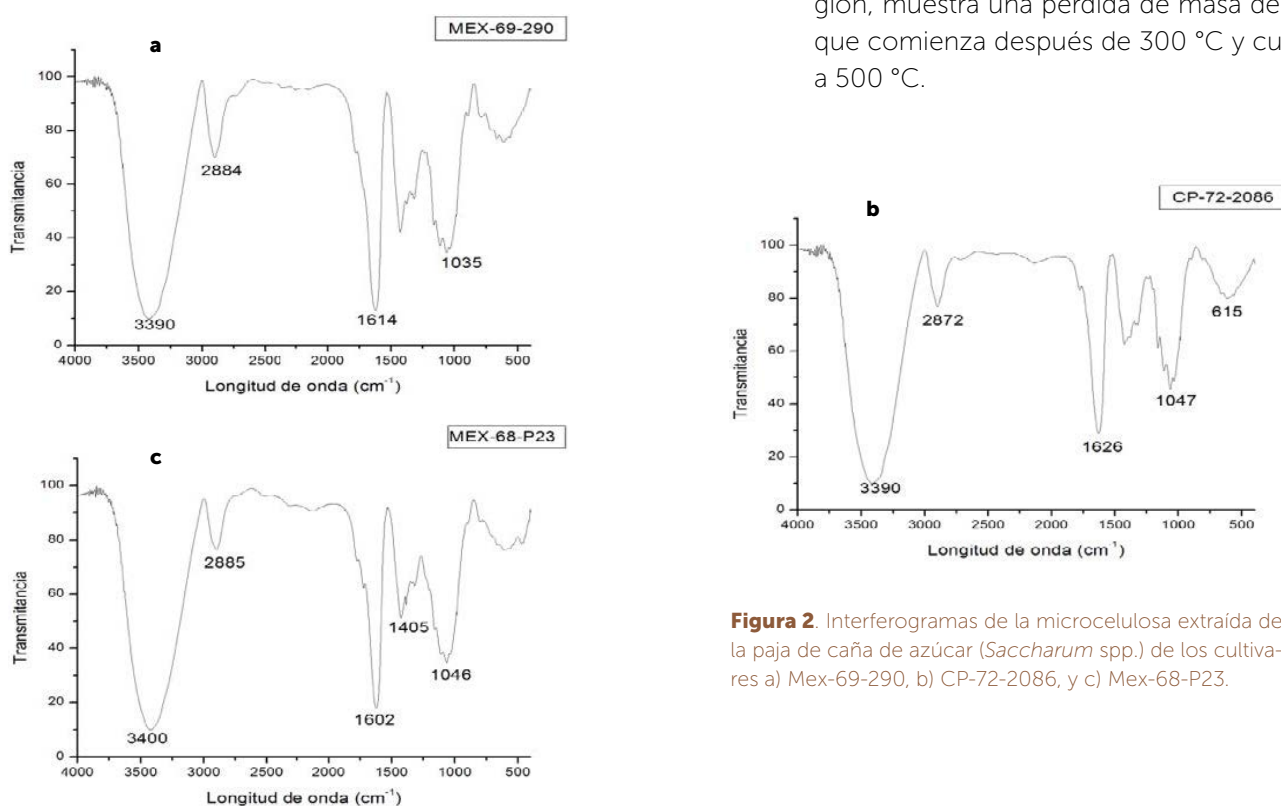 MEX-69-290
a
100
80
60
40
20
0
Transmitancia
2884
1035
3390
1614
4000 3500 3000 2500 2000 1500 1000 500
Longitud de onda (cm⁻¹)
MEX-68-P23
c
100
80
60
40
20
0
Transmitancia
2885
1405
1046
1602
3400
4000 3500 3000 2500 2000 1500 1000 500
Longitud de onda (cm⁻¹)
gión, muestra una pérdida de masa de
que comienza después de 300 °C y cu
a 500 °C.
CP-72-2086
b
100
80
60
40
20
0
Transmitancia
2872
615
1047
1626
3390
4000 3500 3000 2500 2000 1500 1000 500
Longitud de onda (cm⁻¹)
Figura 2. Interferogramas de la microcelulosa extraída de
la paja de caña de azúcar (Saccharum spp.) de los cultiva-
res a) Mex-69-290, b) CP-72-2086, y c) Mex-68-P23.